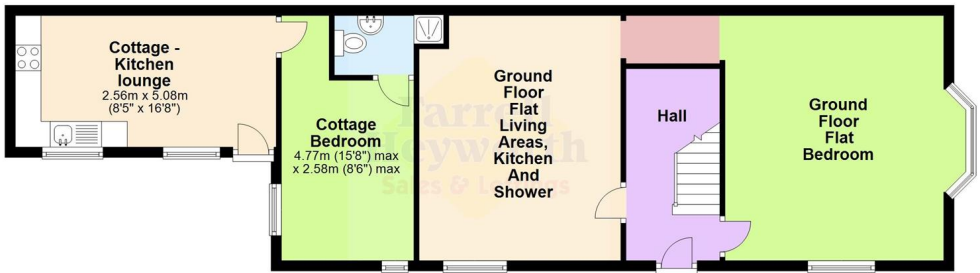 Cottage -
Kitchen
lounge
2.56m x 5.08m
(8'5" x 16'8")
Cottage
Bedroom
4.77m (15'8") max
x 2.58m (8'6") max
Ground
Floor
Flat
Living
Areas,
Kitchen
And
Shower
Hall
Ground
Floor
Flat
Bedroom
Farrell
Heyworth
Sales & Lettings